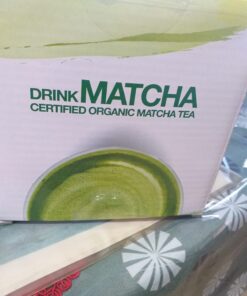 DRINK MATCHA
CERTIFIED ORGANIC MATCHA TEA